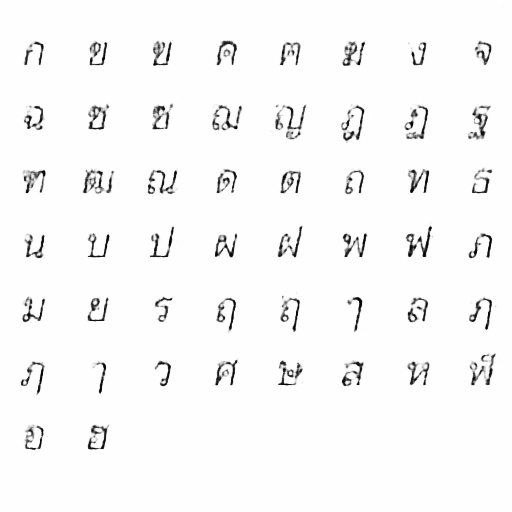 ก ข ฃ ค ฅ ฆ ง จ
ฉ ช ซ ฌ ญ ฎ ฏ ฐ
ฑ ฒ ณ ด ต ถ ท ธ
น บ ป ผ ฝ พ ฟ ภ
ม ย ร ฤ ฤ ๅ ล ฦ
ฦ ๅ ว ศ ษ ส ห ฬ
อ ฮ